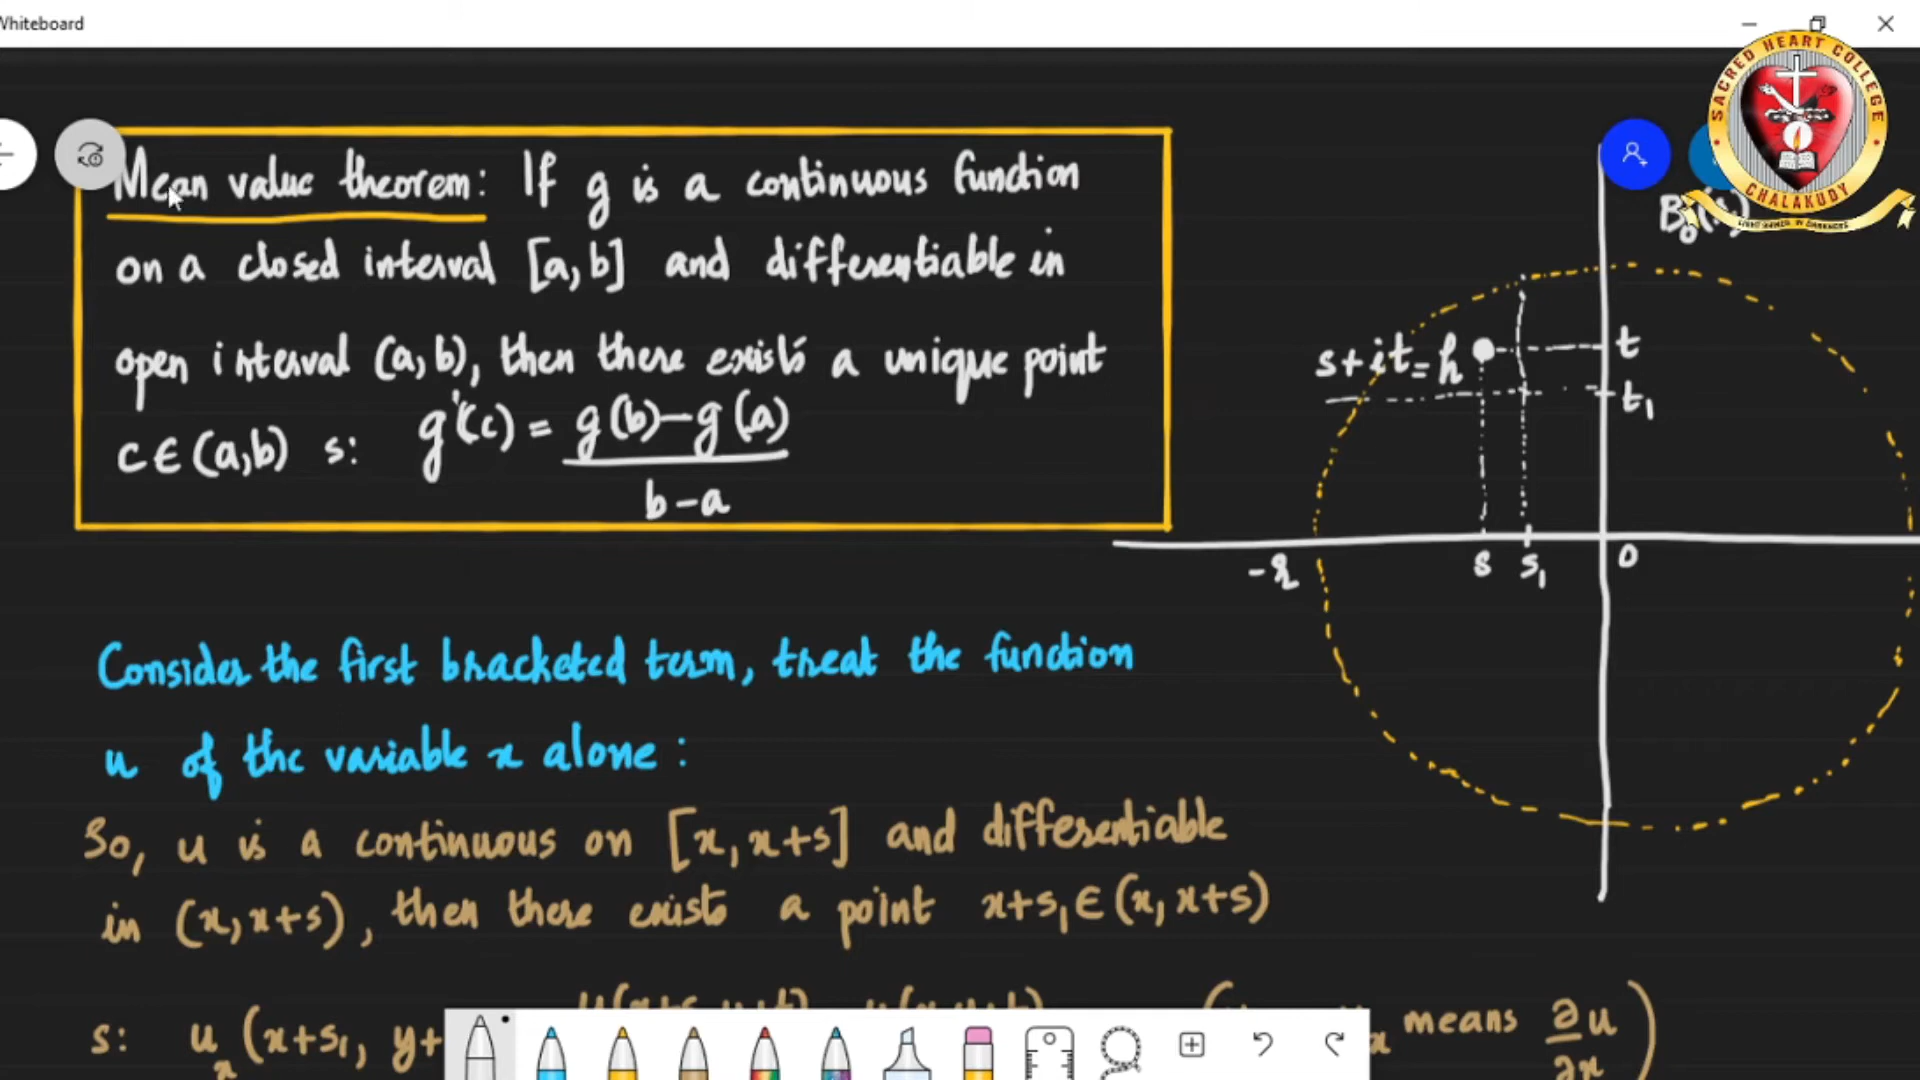 Whiteboard
SACRED HEART COLLEGE
CHALAKUDY
Mean value theorem: If g is a continuous function
on a closed interval [a, b] and differentiable in
open interval (a, b), then there exists a unique point
c∈(a,b) s: g'(c) = g(b)-g(a)
b-a
s+it=h
t
t₁
-r
s
s₁
0
Consider the first bracketed term, treat the function
u of the variable x alone:
So, u is a continuous on [x, x+s] and differentiable
in (x, x+s), then there exists a point x+s₁∈(x, x+s)
s: uₓ(x+s₁, y+ means ∂u
∂x